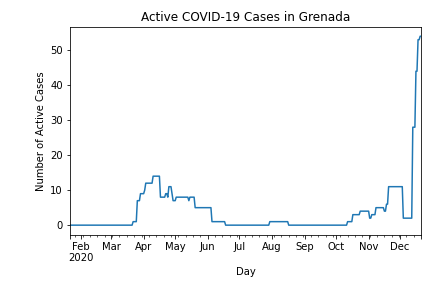 Active COVID-19 Cases in Grenada
Number of Active Cases
50
40
30
20
10
0
Feb Mar Apr May Jun Jul Aug Sep Oct Nov Dec
2020
Day